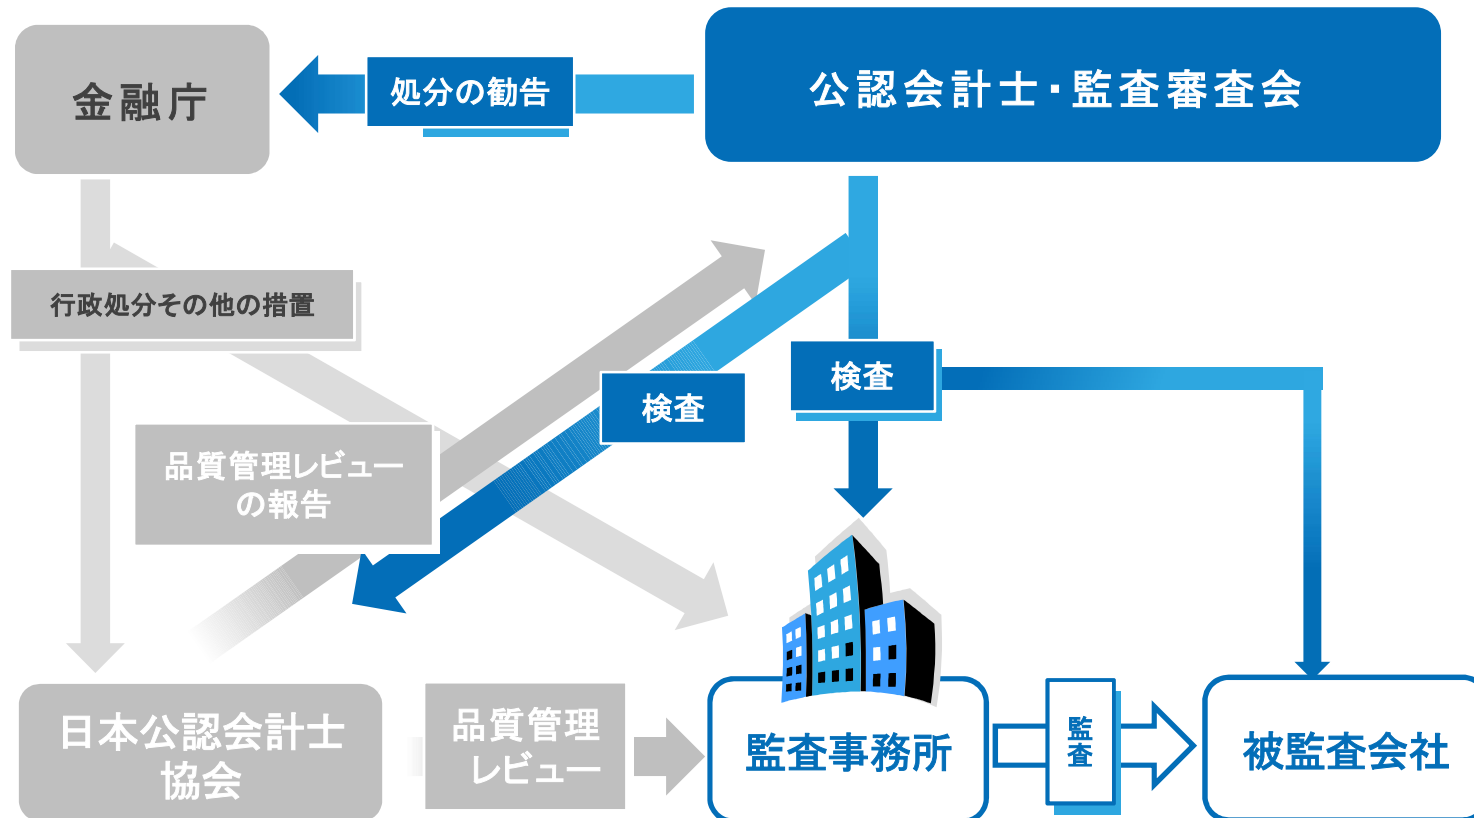 金融庁
処分の勧告
公認会計士・監査審査会
行政処分その他の措置
検査
検査
品質管理レビュー
の報告
日本公認会計士
協会
品質管理
レビュー
監査事務所
監
査
被監査会社